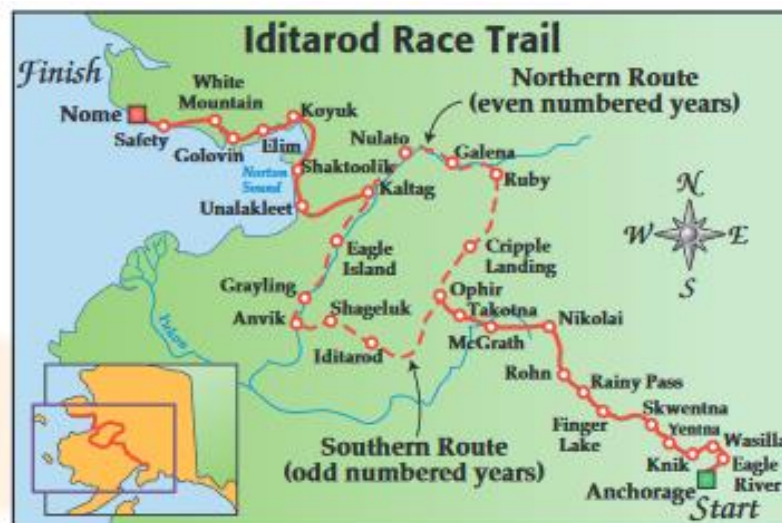 Iditarod Race Trail
Finish
Nome
Safety
White
Mountain
Golovin
Elim
Koyuk
Norton
Sound
Shaktoolik
Unalakleet
Northern Route
(even numbered years)
Nulato
Galena
Kaltag
Ruby
Eagle
Island
Cripple
Landing
Grayling
Anvik
Shageluk
Iditarod
Ophir
Takotna
McGrath
Nikolai
Yukon
N
W
E
S
Rohn
Rainy Pass
Finger
Lake
Skwentna
Yentna
Wasilla
Knik
Eagle
River
Anchorage
Start
Southern Route
(odd numbered years)